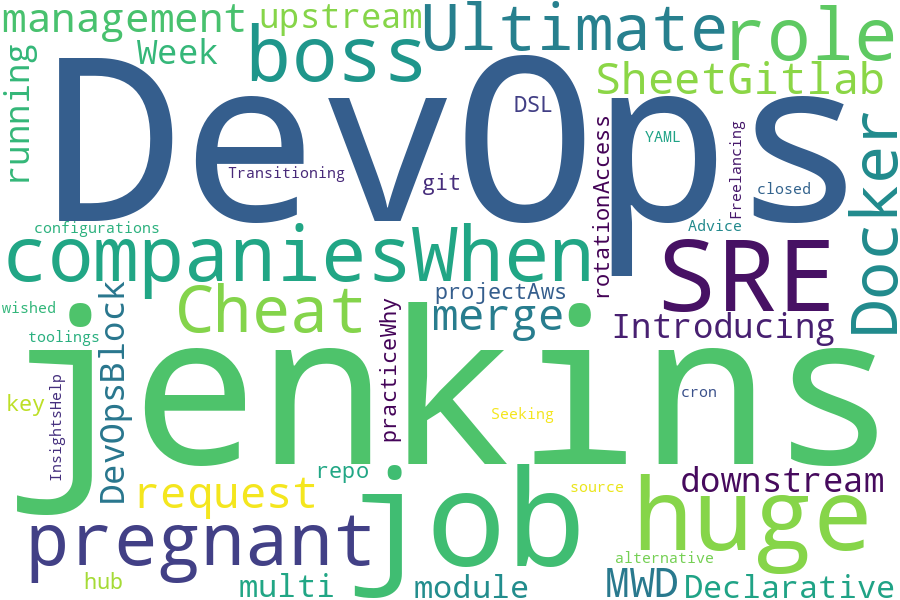 management
upstream
Ultimate
role
Week
boss
running
SheetGitlab
DevOps
DSL
YAML
rotationAccess
Freelancing
Docker
Transitioning
git
closed
configurations
Advice
companiesWhen
SRE
wished
DevOpsBlock
Cheat
projectAws
merge
Introducing
toolings
practiceWhy
jenkins
key
InsightsHelp
cron
Seeking
repo
job
request
source
huge
downstream
pregnant
alternative
hub
multi
module
MWD
Declarative